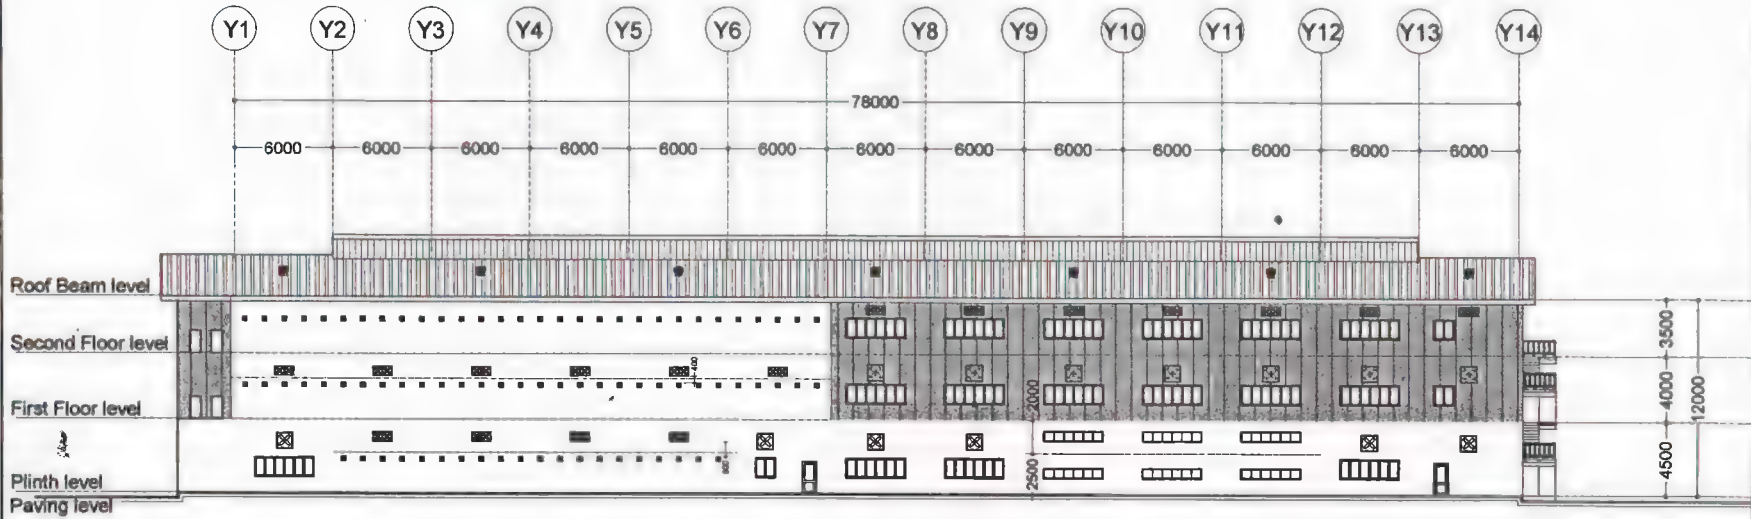 Y1 Y2 Y3 Y4 Y5 Y6 Y7 Y8 Y9 Y10 Y11 Y12 Y13 Y14
78000
6000 6000 6000 6000 6000 6000 6000 6000 6000 6000 6000 6000 6000
Roof Beam level
3500
Second Floor level
400
4000
2000
12000
First Floor level
4500
2500
Plinth level
Paving level